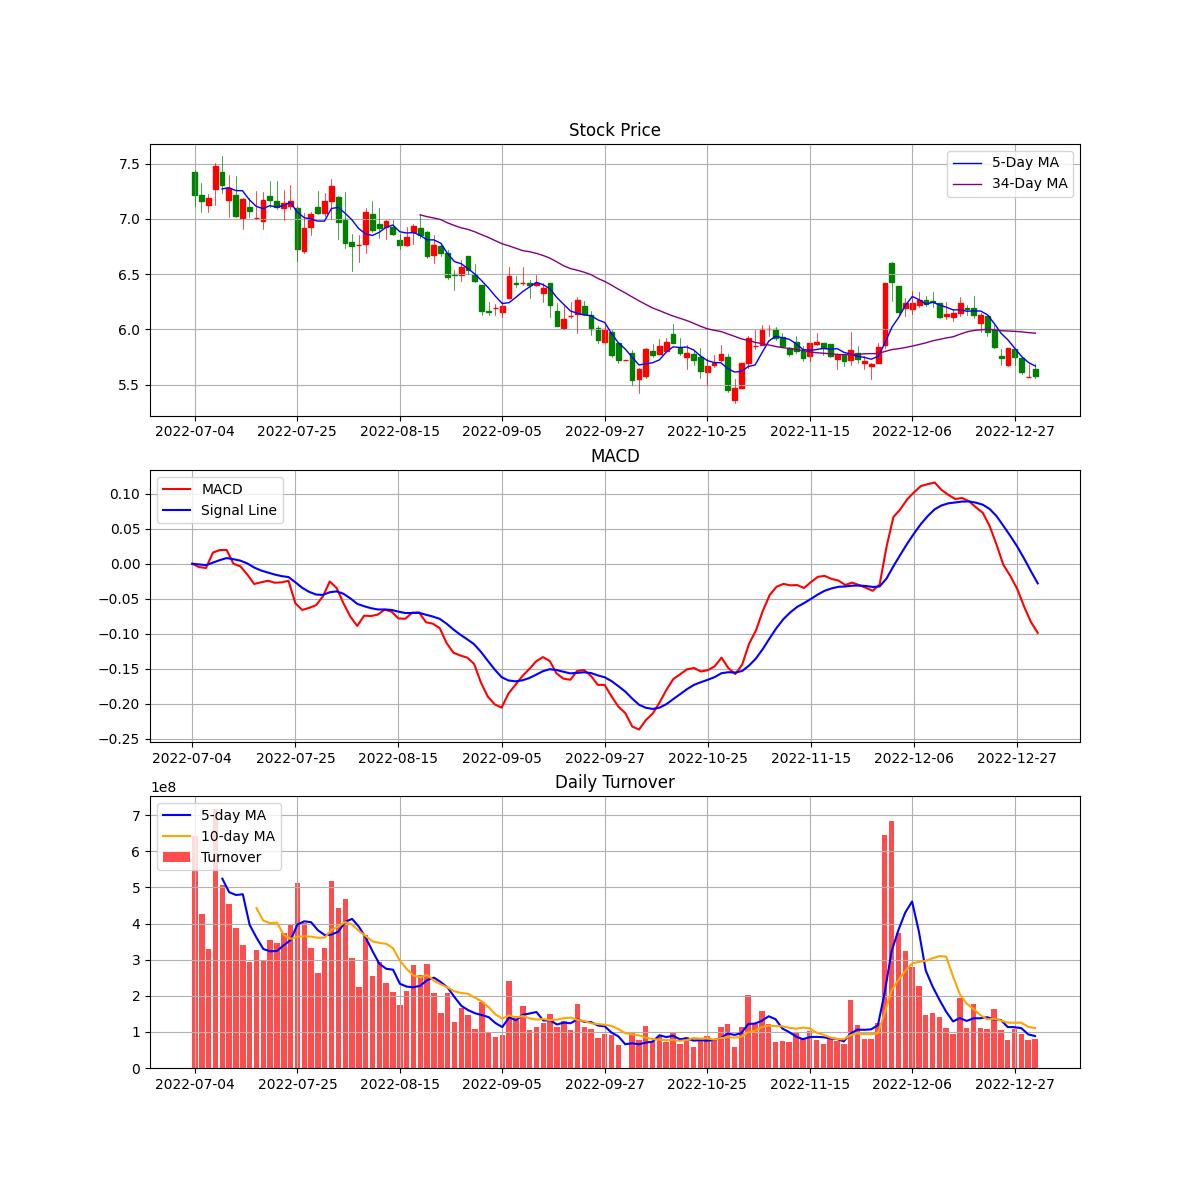 Stock Price
7.5
7.0
6.5
6.0
5.5
5-Day MA
34-Day MA
2022-07-04 2022-07-25 2022-08-15 2022-09-05 2022-09-27 2022-10-25 2022-11-15 2022-12-06 2022-12-27
MACD
0.10
0.05
0.00
−0.05
−0.10
−0.15
−0.20
−0.25
MACD
Signal Line
2022-07-04 2022-07-25 2022-08-15 2022-09-05 2022-09-27 2022-10-25 2022-11-15 2022-12-06 2022-12-27
Daily Turnover
1e8
7
6
5
4
3
2
1
0
5-day MA
10-day MA
Turnover
2022-07-04 2022-07-25 2022-08-15 2022-09-05 2022-09-27 2022-10-25 2022-11-15 2022-12-06 2022-12-27